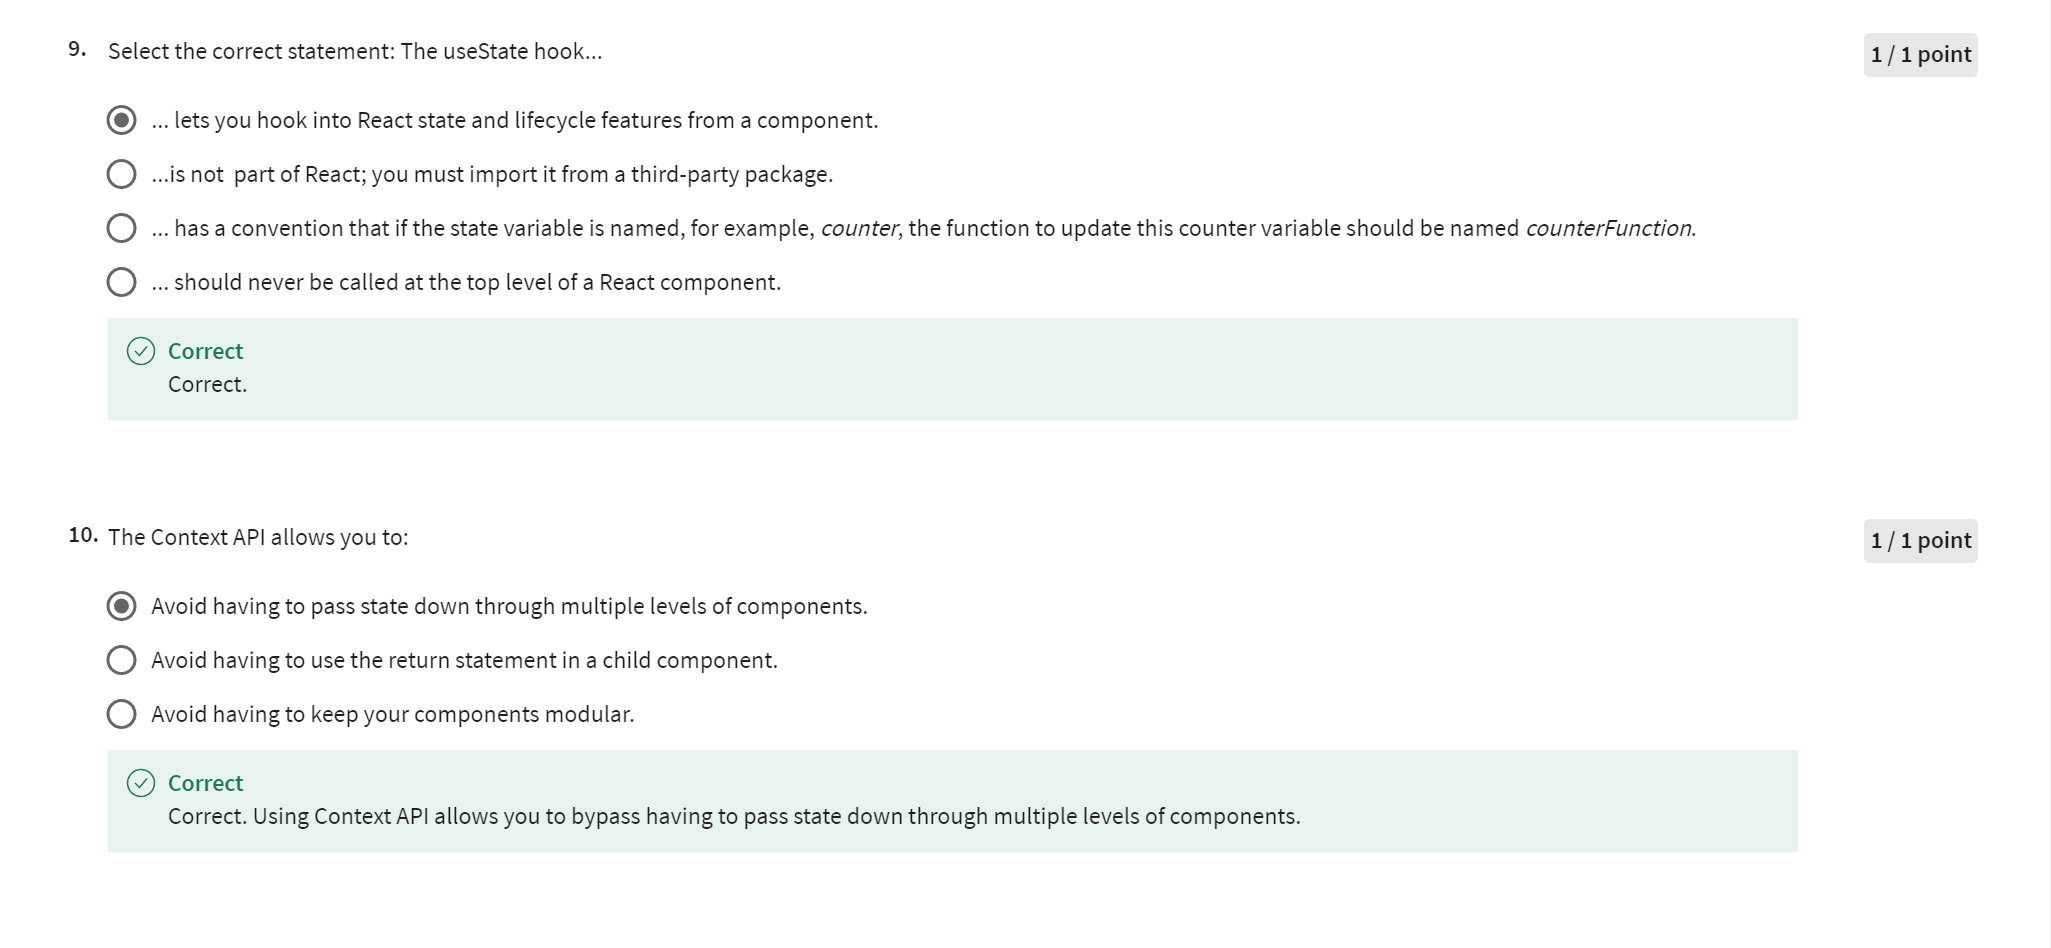 9. Select the correct statement: The useState hook...
1 / 1 point
... lets you hook into React state and lifecycle features from a component.
...is not  part of React; you must import it from a third-party package.
... has a convention that if the state variable is named, for example, counter, the function to update this counter variable should be named counterFunction.
... should never be called at the top level of a React component.
Correct
Correct.
10. The Context API allows you to:
1 / 1 point
Avoid having to pass state down through multiple levels of components.
Avoid having to use the return statement in a child component.
Avoid having to keep your components modular.
Correct
Correct. Using Context API allows you to bypass having to pass state down through multiple levels of components.